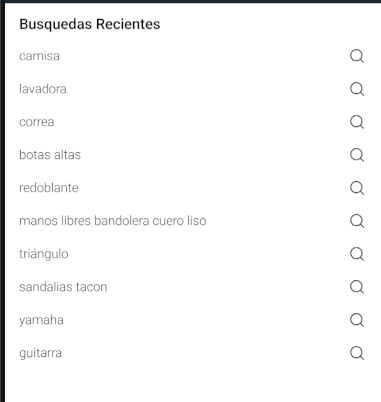 Busquedas Recientes
camisa
lavadora
correa
botas altas
redoblante
manos libres bandolera cuero liso
triángulo
sandalias tacon
yamaha
guitarra